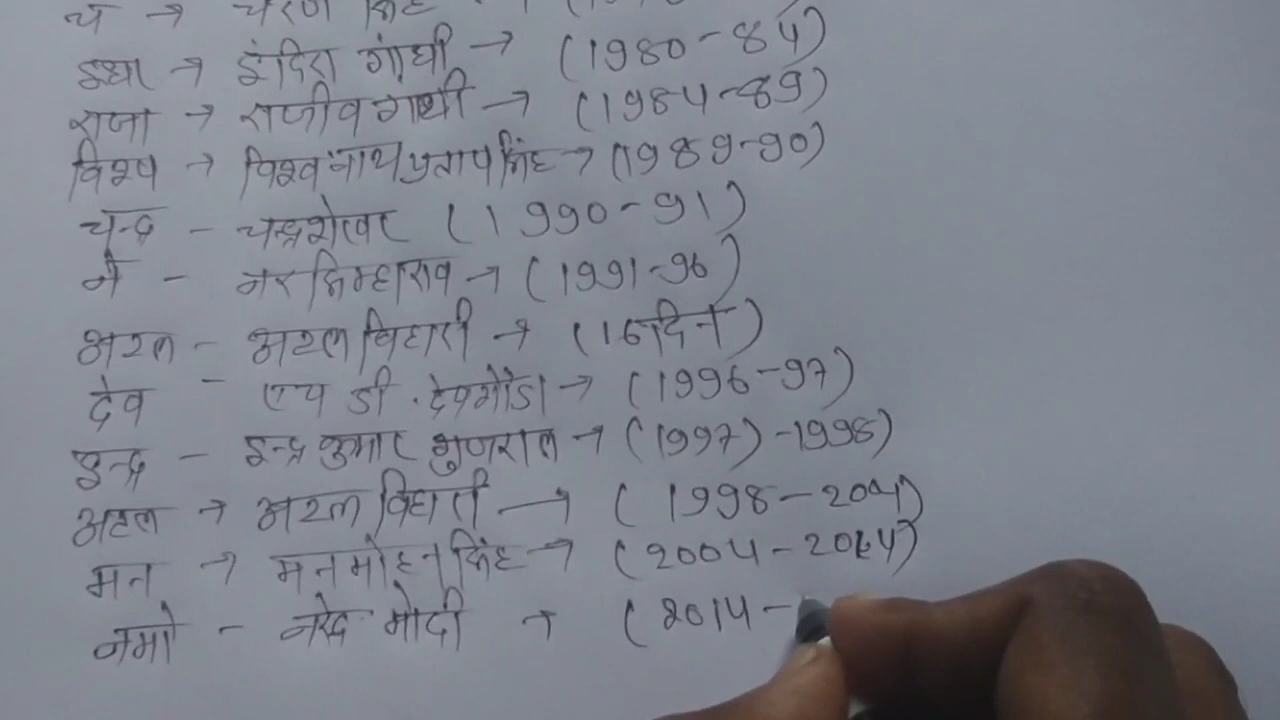 च → चरण सिंह
इधा → इंदिरा गांधी → (1980-84)
राजा → राजीव गाधी → (1984-89)
विश्प → विश्वनाथ प्रताप सिंह → (1989-90)
चन्द्र - चन्द्रशेखर (1990-91)
ने - नरसिम्हाराव → (1991-96)
अटल - अटल विहारी → (16 दिन)
देव - एच डी. देवगौडा → (1996-97)
इन्द्र - इन्द्र कुमार गुजराल → (1997)-1998)
अटल → अटल विहारी → (1998-2004)
मन → मनमोहन सिंह → (2004-2014)
नमो - नरेंद्र मोदी → (2014-